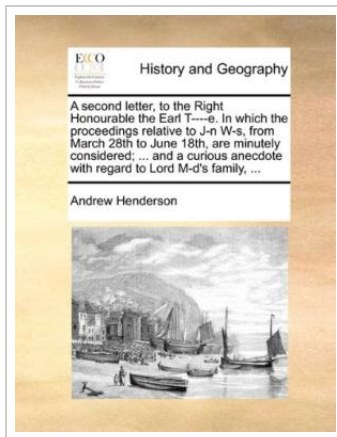 ECCO
History and Geography
A second letter, to the Right
Honourable the Earl T----e. In which the
proceedings relative to J-n W-s, from
March 28th to June 18th, are minutely
considered; ... and a curious anecdote
with regard to Lord M-d's family, ...
Andrew Henderson